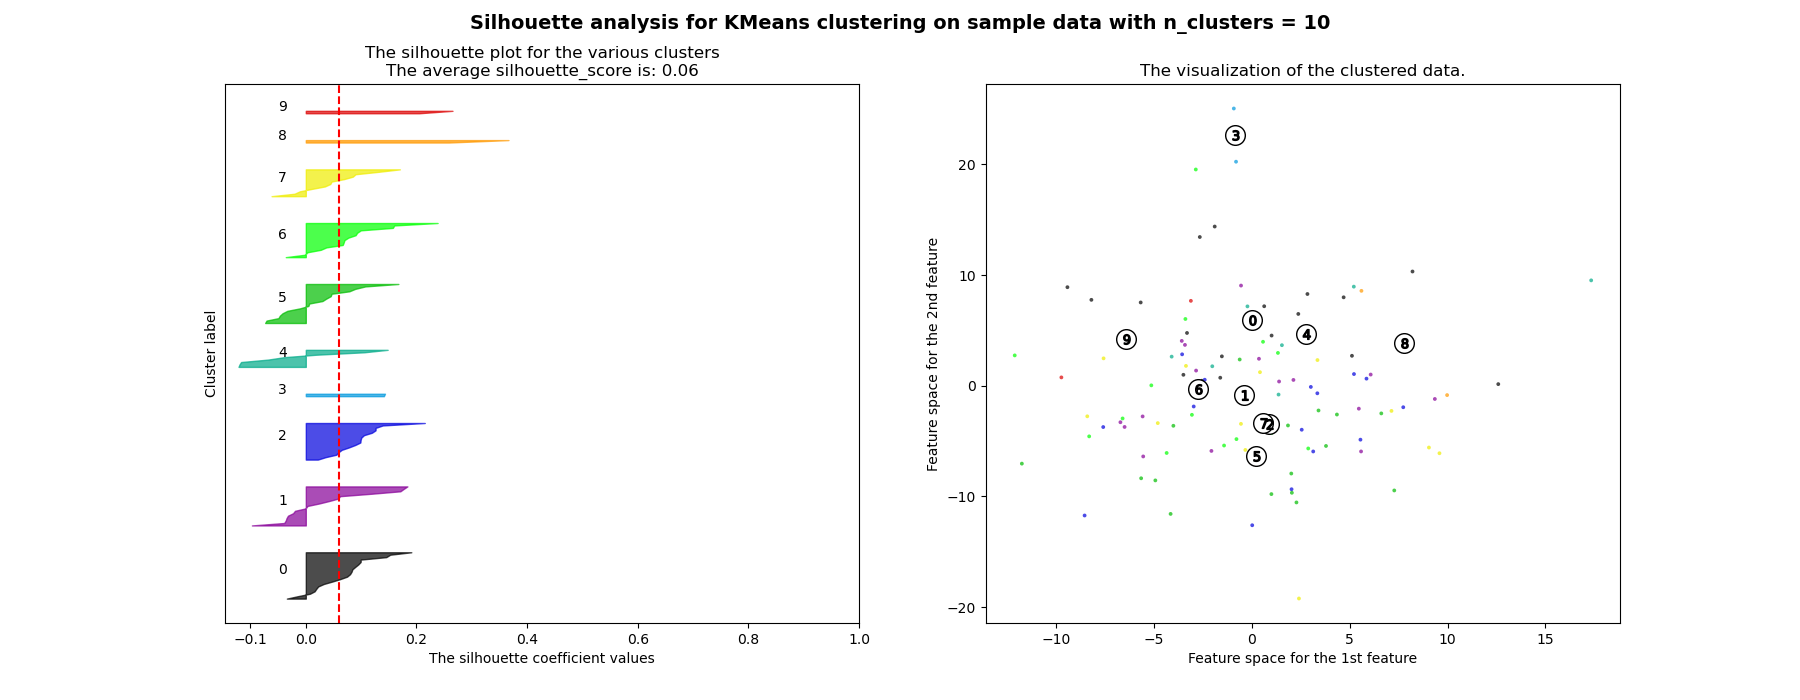 Silhouette analysis for KMeans clustering on sample data with n_clusters = 10
The silhouette plot for the various clusters
The average silhouette_score is: 0.06
9
8
7
6
5
4
3
2
1
0
Cluster label
−0.1 0.0 0.2 0.4 0.6 0.8 1.0
The silhouette coefficient values
The visualization of the clustered data.
3
0
4
9
8
6
1
7
2
5
20
10
0
−10
−20
Feature space for the 2nd feature
−10 −5 0 5 10 15
Feature space for the 1st feature